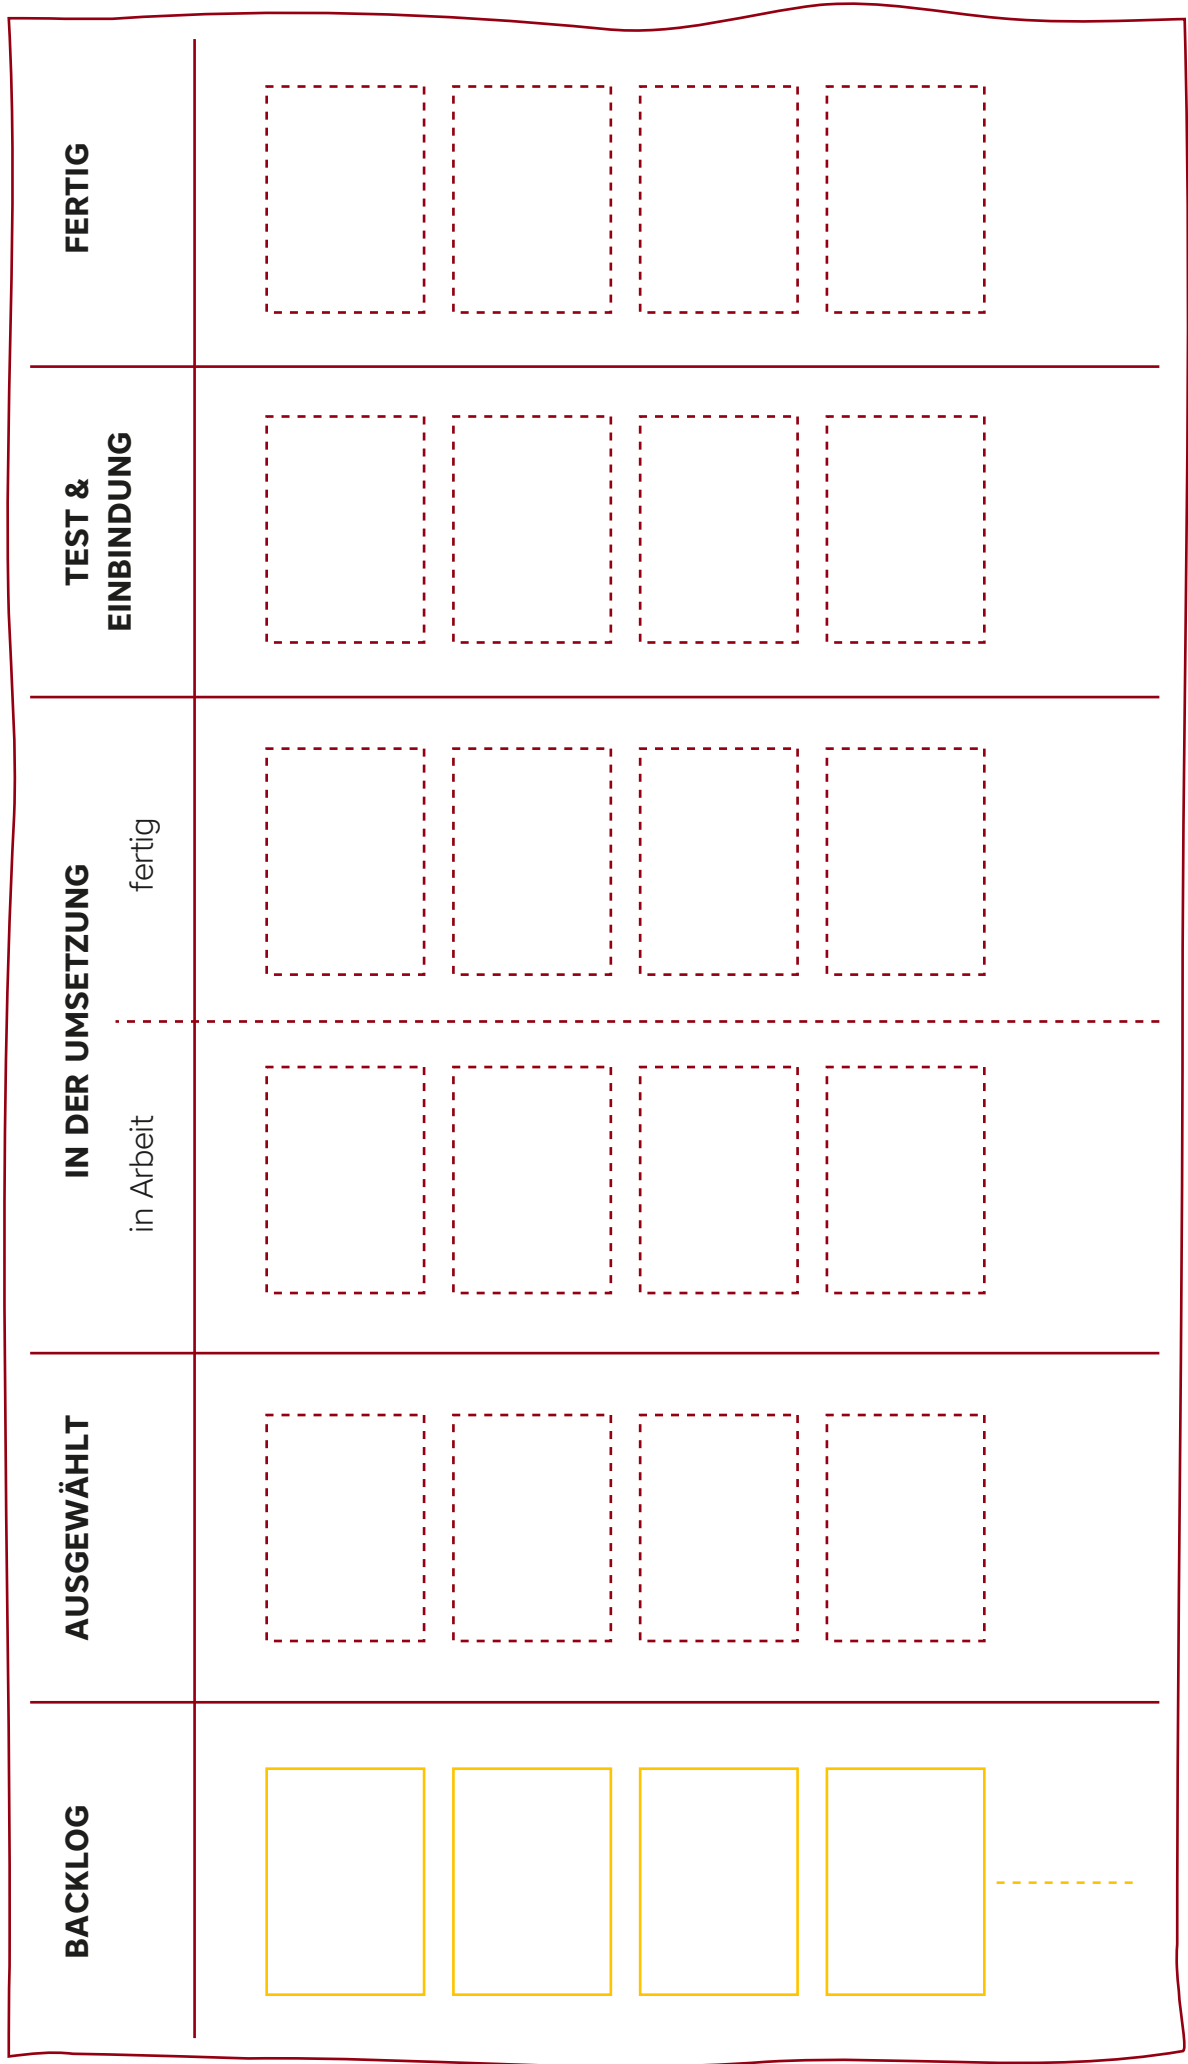 BACKLOG
AUSGEWÄHLT
IN DER UMSETZUNG
in Arbeit
fertig
TEST &
EINBINDUNG
FERTIG